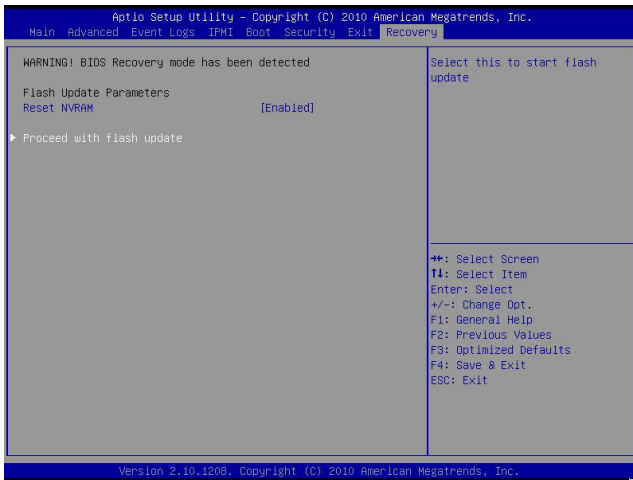 Aptio Setup Utility – Copyright (C) 2010 American Megatrends, Inc.
Main Advanced Event Logs IPMI Boot Security Exit Recovery
WARNING! BIOS Recovery mode has been detected
Flash Update Parameters
Reset NVRAM [Enabled]
▶ Proceed with flash update
Select this to start flash
update
→←: Select Screen
↑↓: Select Item
Enter: Select
+/-: Change Opt.
F1: General Help
F2: Previous Values
F3: Optimized Defaults
F4: Save & Exit
ESC: Exit
Version 2.10.1208. Copyright (C) 2010 American Megatrends, Inc.